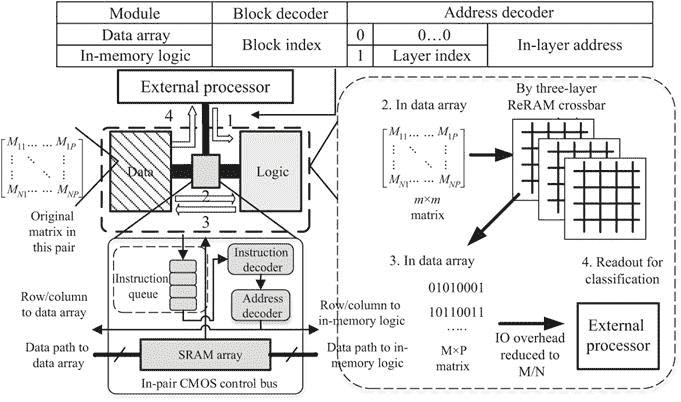 Module Block decoder Address decoder
Data array Block index 0 0…0 In-layer address
In-memory logic 1 Layer index
External processor
4 1
M11… … M1P
⋮ ⋱ ⋮
MN1… … MNP
Original
matrix in
this pair
Data
Logic
2
3
Instruction
queue
Instruction
decoder
Address
decoder
Row/column
to data array
Row/column to
in-memory logic
Data path to
data array
SRAM array
Data path to in-
memory logic
In-pair CMOS control bus
By three-layer
ReRAM crossbar
2. In data array
M11… … M1P
⋮ ⋱ ⋮
MN1… … MNP
m×m
matrix
3. In data array
01010001
10110011
.....
M×P
matrix
4. Readout for
classification
IO overhead
reduced to
M/N
External
processor